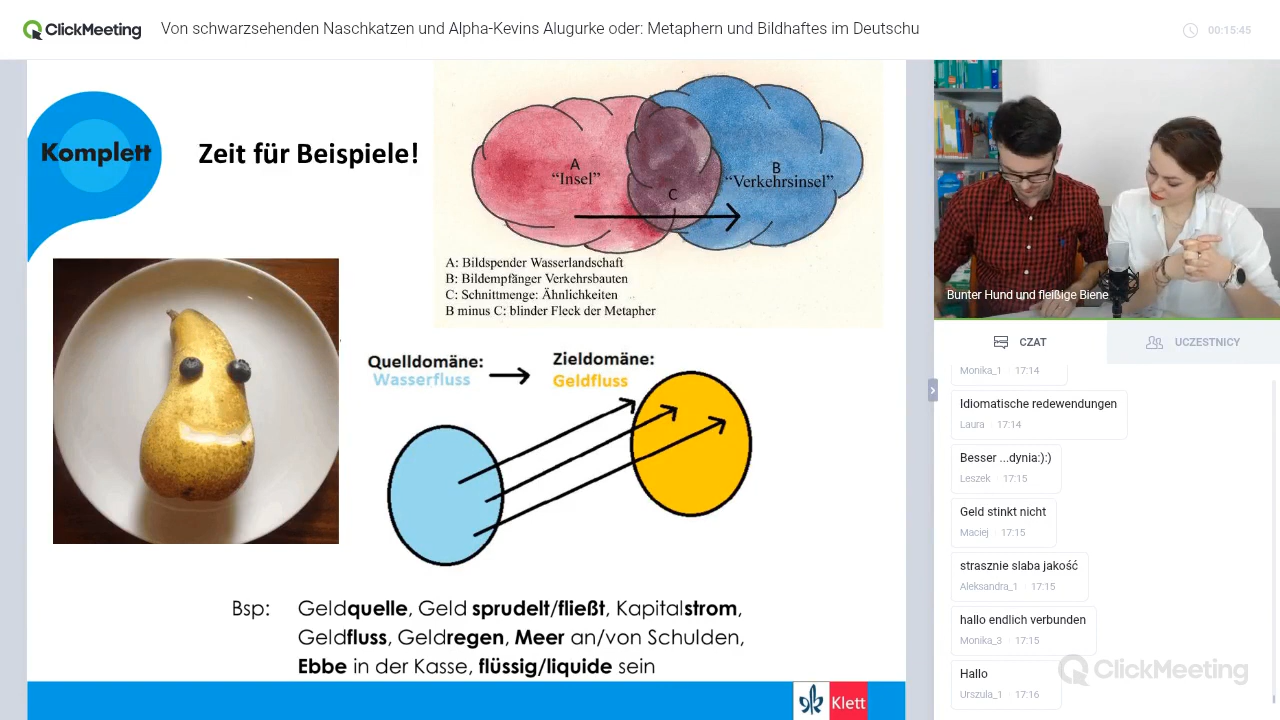 ClickMeeting
Von schwarzsehenden Naschkatzen und Alpha-Kevins Alugurke oder: Metaphern und Bildhaftes im Deutschu
00:15:45
Komplett
Zeit für Beispiele!
A
“Insel”
B
“Verkehrsinsel”
C
A: Bildspender Wasserlandschaft
B: Bildempfänger Verkehrsbauten
C: Schnittmenge: Ähnlichkeiten
B minus C: blinder Fleck der Metapher
Quelldomäne:
Wasserfluss
Zieldomäne:
Geldfluss
Bsp: Geldquelle, Geld sprudelt/fließt, Kapitalstrom,
Geldfluss, Geldregen, Meer an/von Schulden,
Ebbe in der Kasse, flüssig/liquide sein
Klett
Bunter Hund und fleißige Biene
CZAT
UCZESTNICY
Monika_1 17:14
Idiomatische redewendungen
Laura 17:14
Besser ...dynia:):)
Leszek 17:15
Geld stinkt nicht
Maciej 17:15
strasznie slaba jakość
Aleksandra_1 17:15
hallo endlich verbunden
Monika_3 17:15
Hallo
Urszula_1 17:16
ClickMeeting